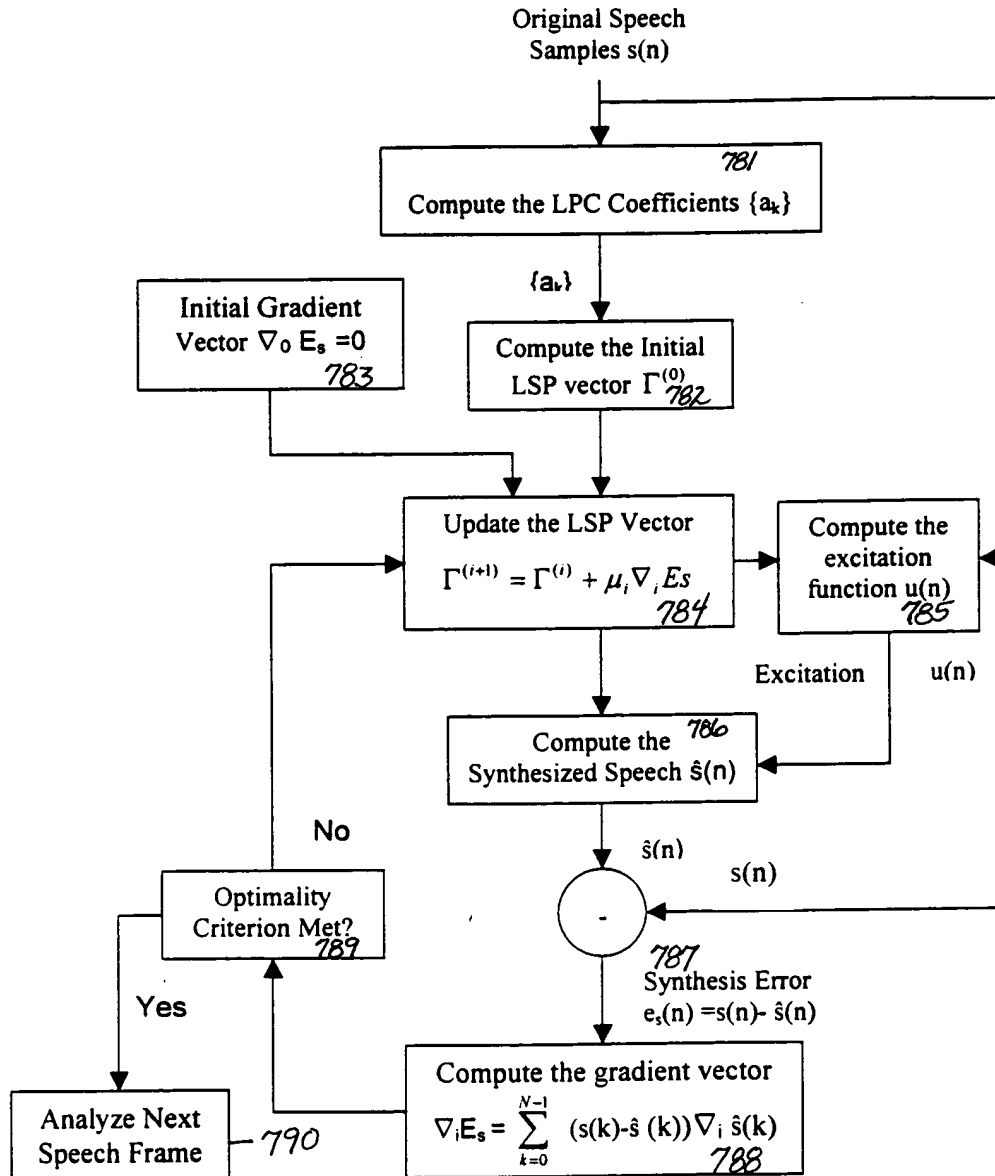 Original Speech
Samples s(n)
781
Compute the LPC Coefficients {aₖ}
{aₖ}
Initial Gradient
Vector ∇₀ Eₛ =0
783
Compute the Initial
LSP vector Γ⁽⁰⁾
782
Update the LSP Vector
Γ⁽ⁱ⁺¹⁾ = Γ⁽ⁱ⁾ + μᵢ ∇ᵢ Es
784
Compute the
excitation
function u(n)
785
Excitation u(n)
786
Compute the
Synthesized Speech ŝ(n)
No
ŝ(n)
s(n)
Optimality
Criterion Met?
789
-
787
Synthesis Error
eₛ(n) =s(n)- ŝ(n)
Yes
Compute the gradient vector
∇ᵢEₛ = ∑_{k=0}^{N-1} (s(k)-ŝ (k)) ∇ᵢ ŝ(k)
788
Analyze Next
Speech Frame
790